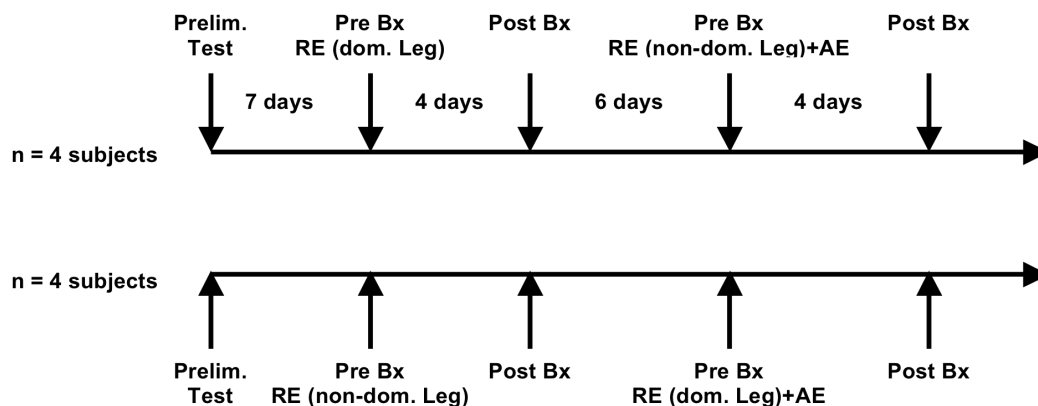 Prelim. Pre Bx Post Bx Pre Bx Post Bx
Test RE (dom. Leg) RE (non-dom. Leg)+AE
7 days 4 days 6 days 4 days
n = 4 subjects
n = 4 subjects
Prelim. Pre Bx Post Bx Pre Bx Post Bx
Test RE (non-dom. Leg) RE (dom. Leg)+AE